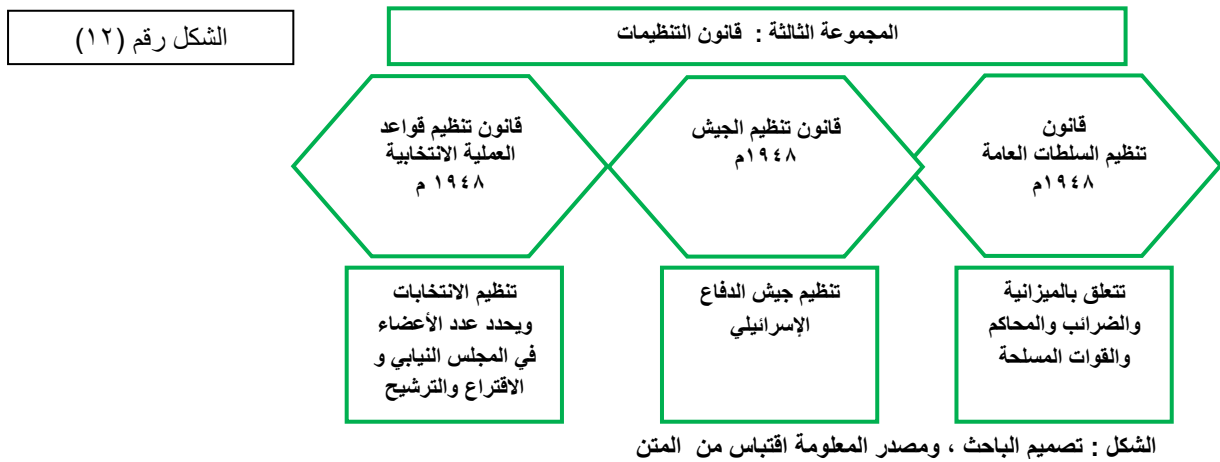 الشكل رقم (١٢)
المجموعة الثالثة : قانون التنظيمات
قانون
تنظيم السلطات العامة
١٩٤٨م
قانون تنظيم الجيش
١٩٤٨م
قانون تنظيم قواعد
العملية الانتخابية
١٩٤٨ م
تتعلق بالميزانية
والضرائب والمحاكم
والقوات المسلحة
تنظيم جيش الدفاع
الإسرائيلي
تنظيم الانتخابات
ويحدد عدد الأعضاء
في المجلس النيابي و
الاقتراع والترشيح
الشكل : تصميم الباحث ، ومصدر المعلومة اقتباس من المتن